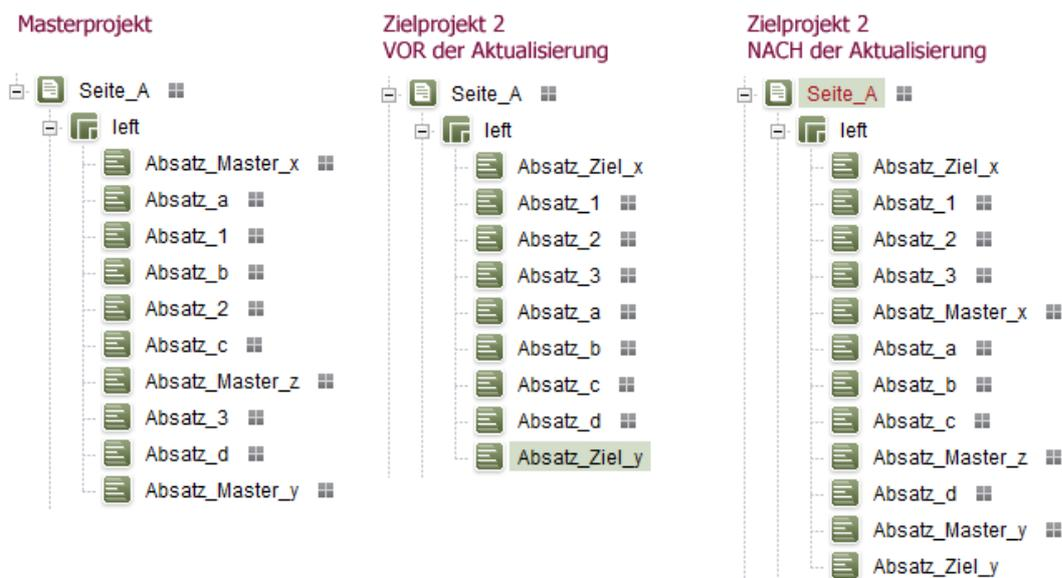 Masterprojekt
Seite_A
left
Absatz_Master_x
Absatz_a
Absatz_1
Absatz_b
Absatz_2
Absatz_c
Absatz_Master_z
Absatz_3
Absatz_d
Absatz_Master_y
Zielprojekt 2
VOR der Aktualisierung
Seite_A
left
Absatz_Ziel_x
Absatz_1
Absatz_2
Absatz_3
Absatz_a
Absatz_b
Absatz_c
Absatz_d
Absatz_Ziel_y
Zielprojekt 2
NACH der Aktualisierung
Seite_A
left
Absatz_Ziel_x
Absatz_1
Absatz_2
Absatz_3
Absatz_Master_x
Absatz_a
Absatz_b
Absatz_c
Absatz_Master_z
Absatz_d
Absatz_Master_y
Absatz_Ziel_y